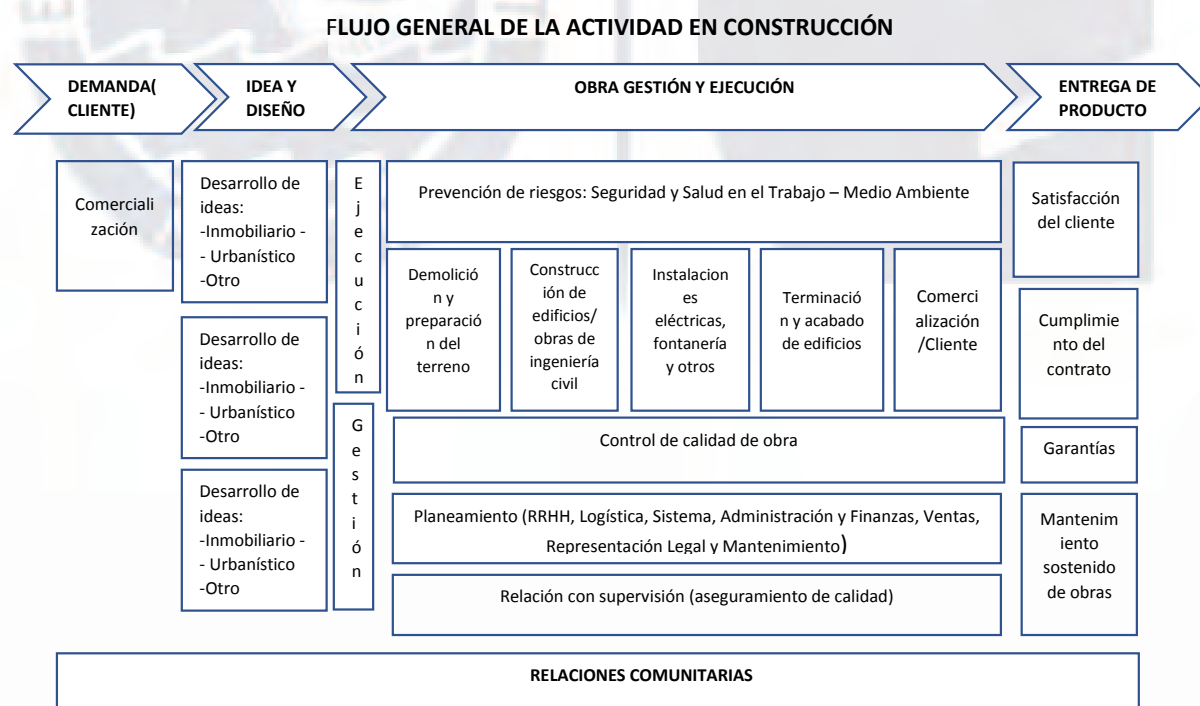 FLUJO GENERAL DE LA ACTIVIDAD EN CONSTRUCCIÓN
DEMANDA(
CLIENTE)
IDEA Y
DISEÑO
OBRA GESTIÓN Y EJECUCIÓN
ENTREGA DE
PRODUCTO
Comerciali
zación
Desarrollo de
ideas:
-Inmobiliario -
- Urbanístico
-Otro
Desarrollo de
ideas:
-Inmobiliario -
- Urbanístico
-Otro
Desarrollo de
ideas:
-Inmobiliario -
- Urbanístico
-Otro
E
j
e
c
u
c
i
ó
n
G
e
s
t
i
ó
n
Prevención de riesgos: Seguridad y Salud en el Trabajo – Medio Ambiente
Demolició
n y
preparació
n del
terreno
Construcc
ión de
edificios/
obras de
ingeniería
civil
Instalacion
es
eléctricas,
fontanería
y otros
Terminació
n y acabado
de edificios
Comerci
alización
/Cliente
Control de calidad de obra
Planeamiento (RRHH, Logística, Sistema, Administración y Finanzas, Ventas,
Representación Legal y Mantenimiento)
Relación con supervisión (aseguramiento de calidad)
Satisfacción
del cliente
Cumplimie
nto del
contrato
Garantías
Mantenim
iento
sostenido
de obras
RELACIONES COMUNITARIAS